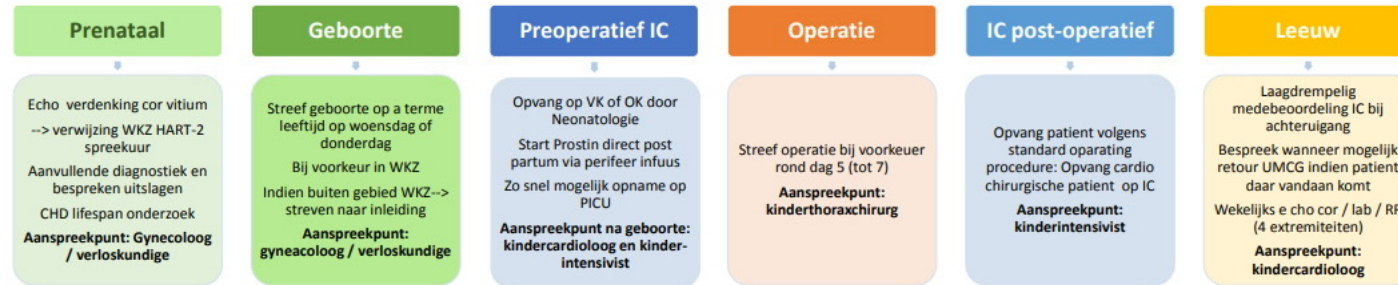 Prenataal
Echo verdenking cor vitium
--> verwijzing WKZ HART-2
spreekuur
Aanvullende diagnostiek en
bespreken uitslagen
CHD lifespan onderzoek
Aanspreekpunt: Gynecoloog
/ verloskundige
Geboorte
Streef geboorte op a terme
leeftijd op woensdag of
donderdag
Bij voorkeur in WKZ
Indien buiten gebied WKZ-->
streven naar inleiding
Aanspreekpunt:
gyneacoloog / verloskundige
Preoperatief IC
Opvang op VK of OK door
Neonatologie
Start Prostin direct post
partum via perifeer infuus
Zo snel mogelijk opname op
PICU
Aanspreekpunt na geboorte:
kindercardioloog en kinder-
intensivist
Operatie
Streef operatie bij voorkeuer
rond dag 5 (tot 7)
Aanspreekpunt:
kinderthoraxchirurg
IC post-operatief
Opvang patient volgens
standard oparating
procedure: Opvang cardio
chirurgische patient op IC
Aanspreekpunt:
kinderintensivist
Leeuw
Laagdrempelig
medebeoordeling IC bij
achteruigang
Bespreek wanneer mogelijk
retour UMCG indien patient
daar vandaan komt
Wekelijks e cho cor / lab / RR
(4 extremiteiten)
Aanspreekpunt:
kindercardioloog